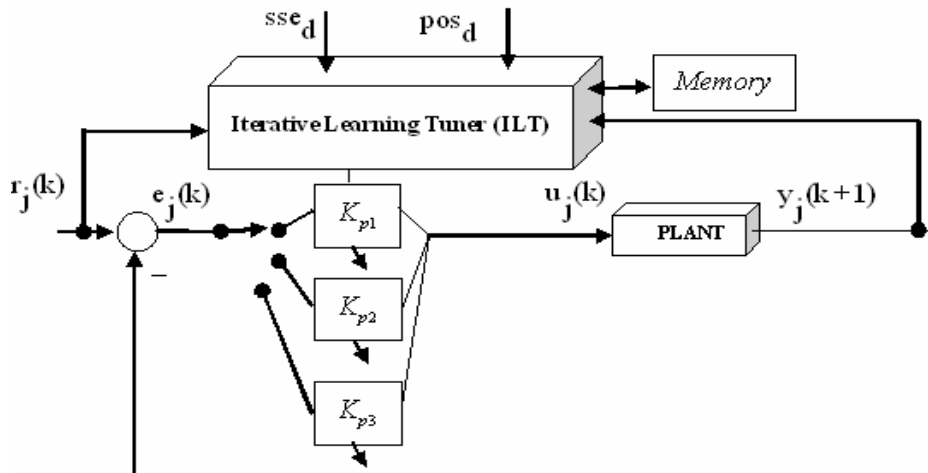 sse_d pos_d
Memory
Iterative Learning Tuner (ILT)
r_j(k) e_j(k) u_j(k) y_j(k+1)
K_p1
PLANT
–
K_p2
K_p3